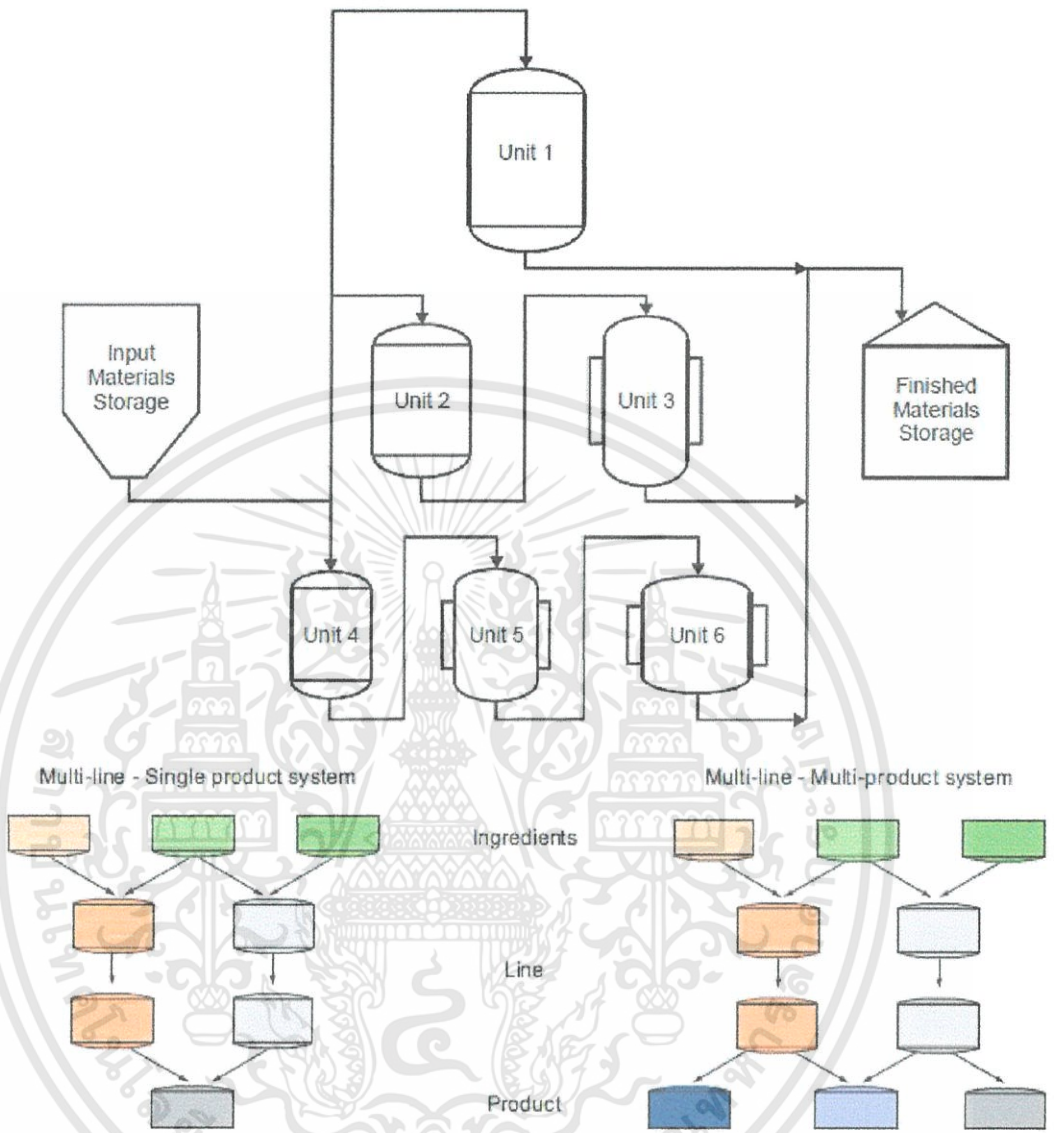 Unit 1
Input
Materials
Storage
Unit 2
Unit 3
Finished
Materials
Storage
Unit 4
Unit 5
Unit 6
Multi-line - Single product system
Multi-line - Multi-product system
Ingredients
Line
Product